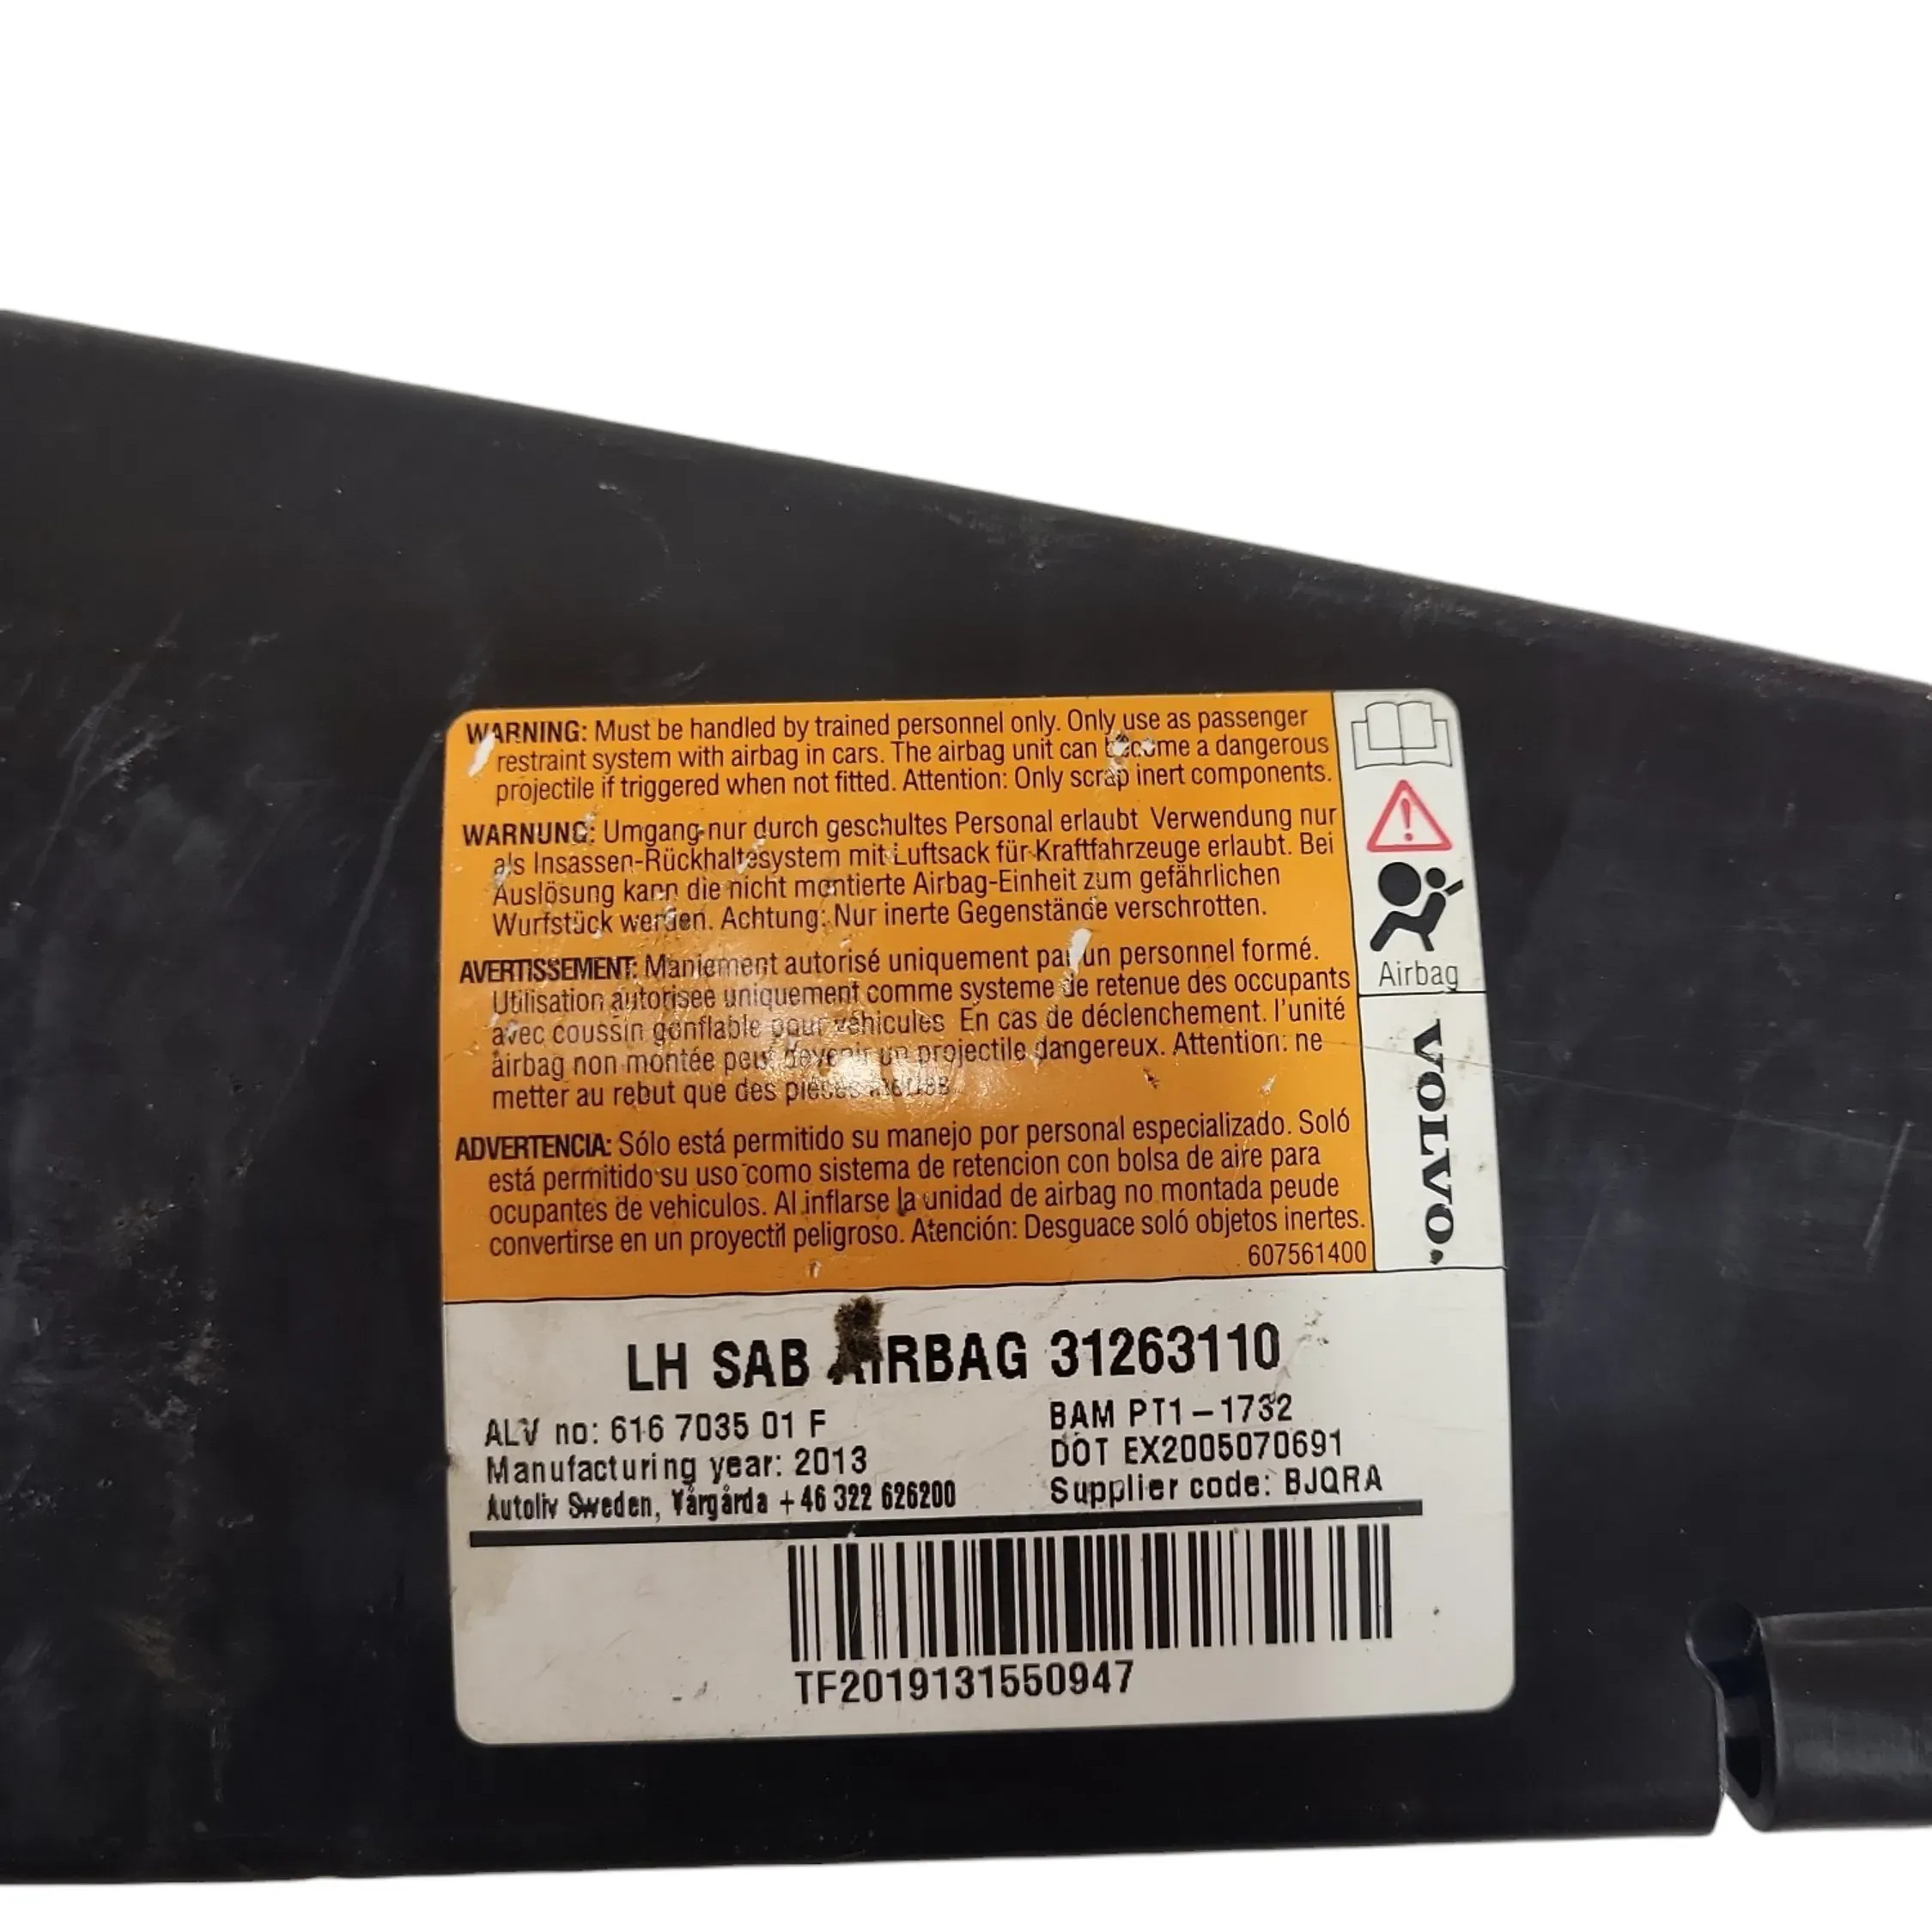 WARNING: Must be handled by trained personnel only. Only use as passenger
restraint system with airbag in cars. The airbag unit can become a dangerous
projectile if triggered when not fitted. Attention: Only scrap inert components.
WARNUNG: Umgang nur durch geschultes Personal erlaubt Verwendung nur
als Insassen-Rückhaltesystem mit Luftsack für Kraftfahrzeuge erlaubt. Bei
Auslösung kann die nicht montierte Airbag-Einheit zum gefährlichen
Wurfstück werden. Achtung: Nur inerte Gegenstände verschrotten.
AVERTISSEMENT: Maniement autorisé uniquement par un personnel formé.
Utilisation autorisee uniquement comme systeme de retenue des occupants
avec coussin gonflable pour véhicules En cas de déclenchement. l'unité
airbag non montée peut devenir un projectile dangereux. Attention: ne
metter au rebut que des pièces
ADVERTENCIA: Sólo está permitido su manejo por personal especializado. Soló
está permitido su uso como sistema de retencion con bolsa de aire para
ocupantes de vehiculos. Al inflarse la unidad de airbag no montada peude
convertirse en un proyectil peligroso. Atención: Desguace soló objetos inertes.
607561400
Airbag
VOLVO
LH SAB AIRBAG 31263110
ALV no: 616 7035 01 F
Manufacturing year: 2013
Autoliv Sweden, Vårgårda +46 322 626200
BAM PT1-1732
DOT EX2005070691
Supplier code: BJQRA
TF2019131550947